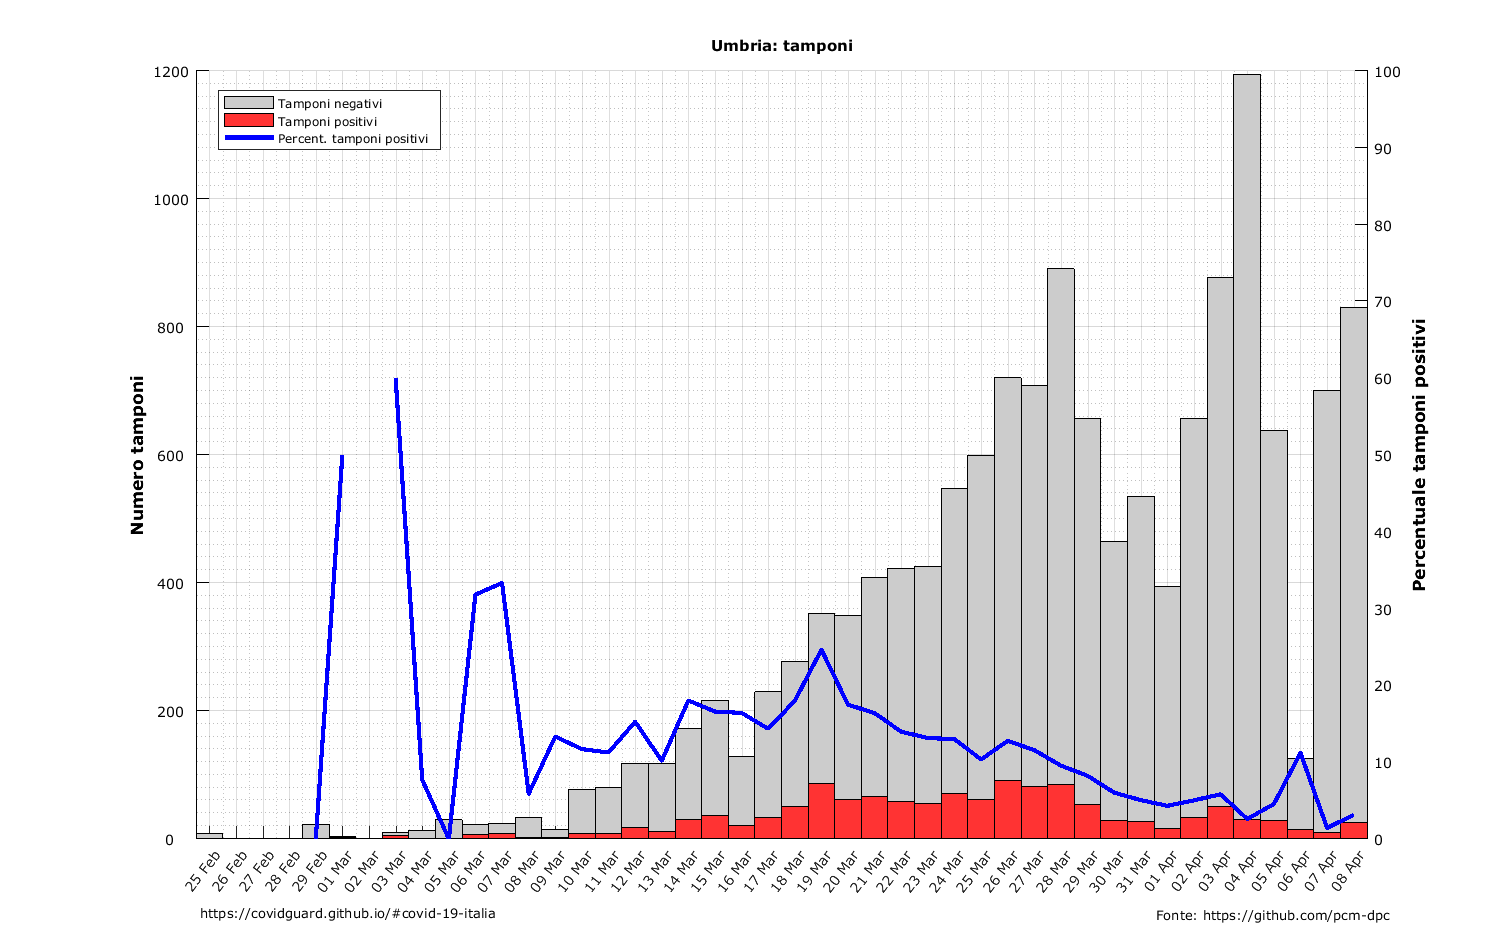 Umbria: tamponi
Tamponi negativi
Tamponi positivi
Percent. tamponi positivi
Numero tamponi
0
200
400
600
800
1000
1200
Percentuale tamponi positivi
0
10
20
30
40
50
60
70
80
90
100
25 Feb
26 Feb
27 Feb
28 Feb
29 Feb
01 Mar
02 Mar
03 Mar
04 Mar
05 Mar
06 Mar
07 Mar
08 Mar
09 Mar
10 Mar
11 Mar
12 Mar
13 Mar
14 Mar
15 Mar
16 Mar
17 Mar
18 Mar
19 Mar
20 Mar
21 Mar
22 Mar
23 Mar
24 Mar
25 Mar
26 Mar
27 Mar
28 Mar
29 Mar
30 Mar
31 Mar
01 Apr
02 Apr
03 Apr
04 Apr
05 Apr
06 Apr
07 Apr
08 Apr
https://covidguard.github.io/#covid-19-italia
Fonte: https://github.com/pcm-dpc